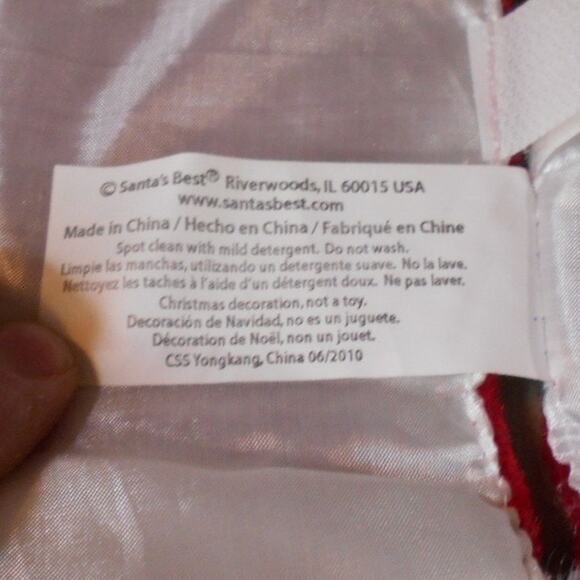 © Santa's Best® Riverwoods, IL 60015 USA
www.santasbest.com
Made in China / Hecho en China / Fabriqué en Chine
Spot clean with mild detergent. Do not wash.
Limpie las manchas, utilizando un detergente suave. No la lave.
Nettoyez les taches à l'aide d'un détergent doux. Ne pas laver.
Christmas decoration, not a toy.
Decoración de Navidad, no es un juguete.
Décoration de Noël, non un jouet.
CSS Yongkang, China 06/2010